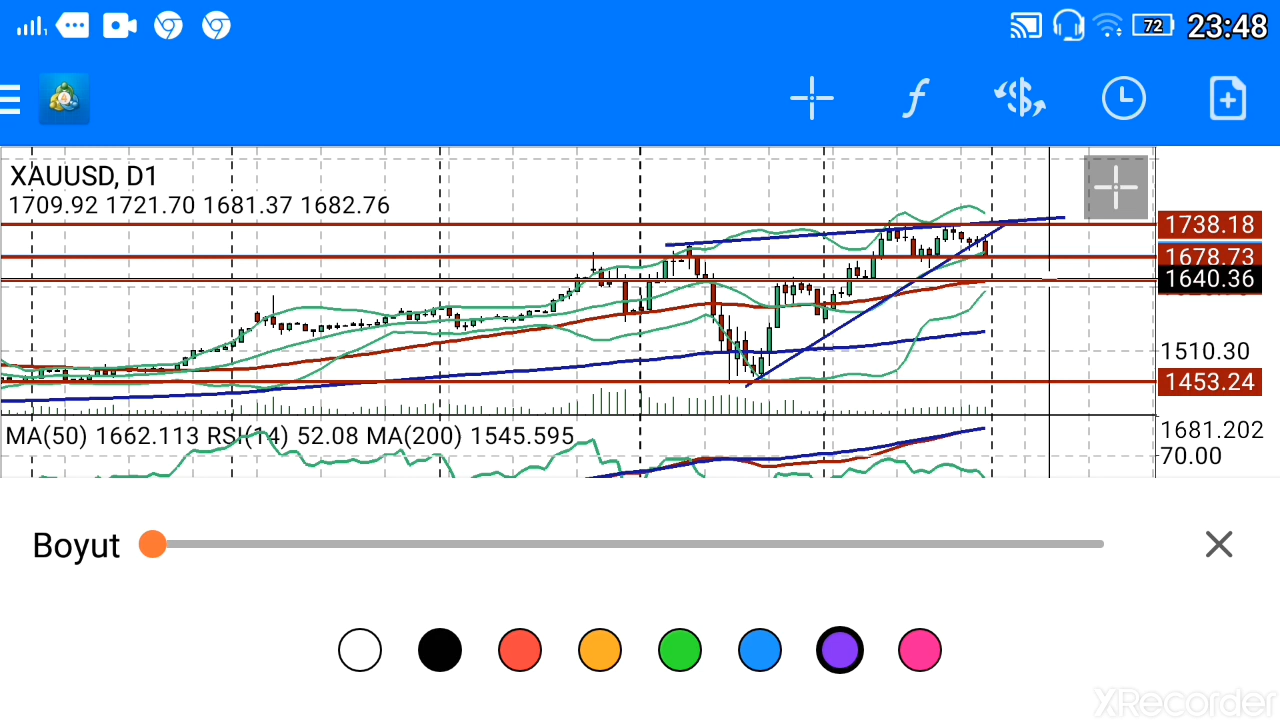 72 23:48
XAUUSD, D1
1709.92 1721.70 1681.37 1682.76
1738.18
1678.73
1640.36
1510.30
1453.24
MA(50) 1662.113 RSI(14) 52.08 MA(200) 1545.595
1681.202
70.00
Boyut
XRecorder